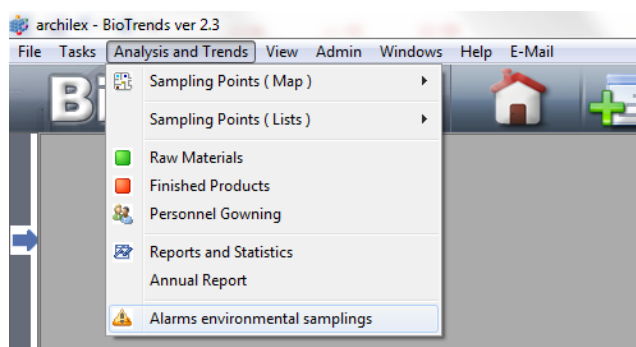 archilex - BioTrends ver 2.3
File Tasks Analysis and Trends View Admin Windows Help E-Mail
Bi
Sampling Points ( Map )
Sampling Points ( Lists )
Raw Materials
Finished Products
Personnel Gowning
Reports and Statistics
Annual Report
Alarms environmental samplings